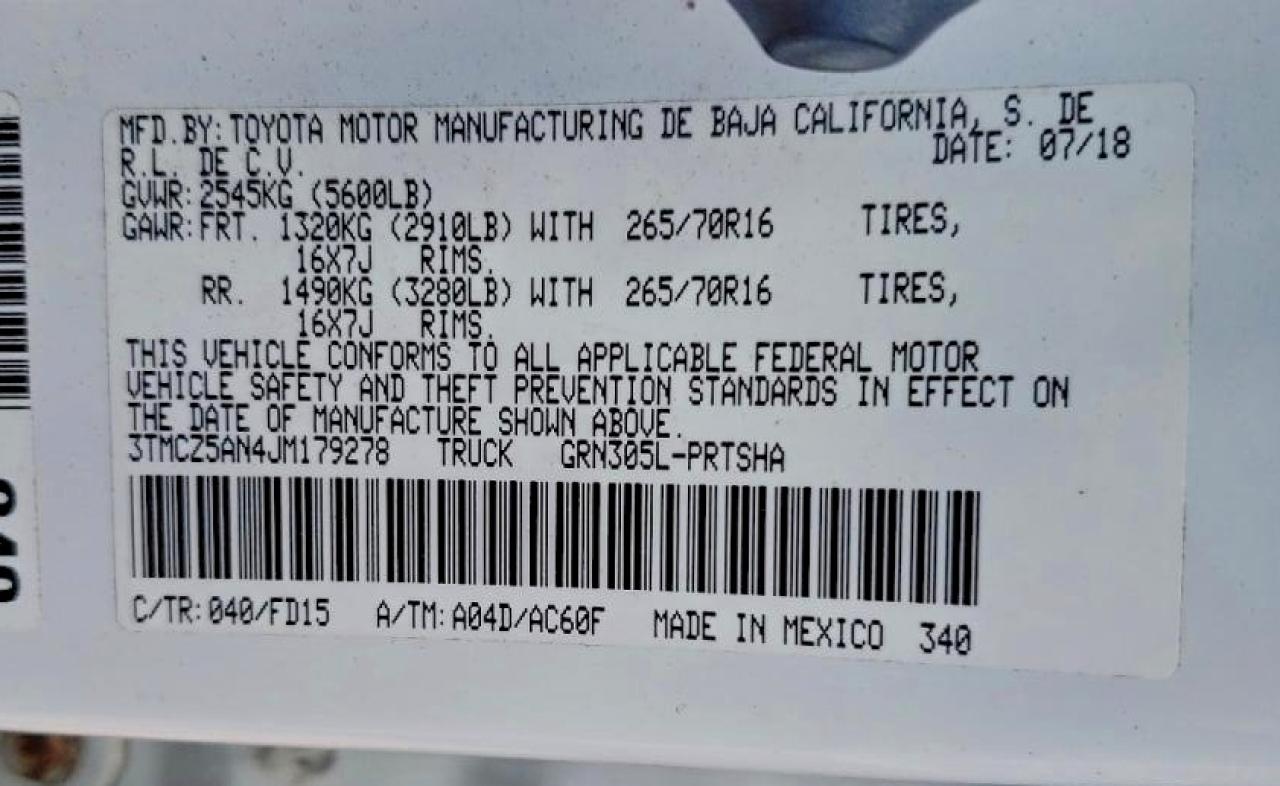 MFD.BY:TOYOTA MOTOR MANUFACTURING DE BAJA CALIFORNIA, S. DE
R.L. DE C.V. DATE: 07/18
GVWR:2545KG (5600LB)
GAWR:FRT. 1320KG (2910LB) WITH 265/70R16 TIRES,
16X7J RIMS.
RR. 1490KG (3280LB) WITH 265/70R16 TIRES,
16X7J RIMS.
THIS VEHICLE CONFORMS TO ALL APPLICABLE FEDERAL MOTOR
VEHICLE SAFETY AND THEFT PREVENTION STANDARDS IN EFFECT ON
THE DATE OF MANUFACTURE SHOWN ABOVE.
3TMCZ5AN4JM179278 TRUCK GRN305L-PRTSHA
C/TR:040/FD15 A/TM:A04D/AC60F MADE IN MEXICO 340